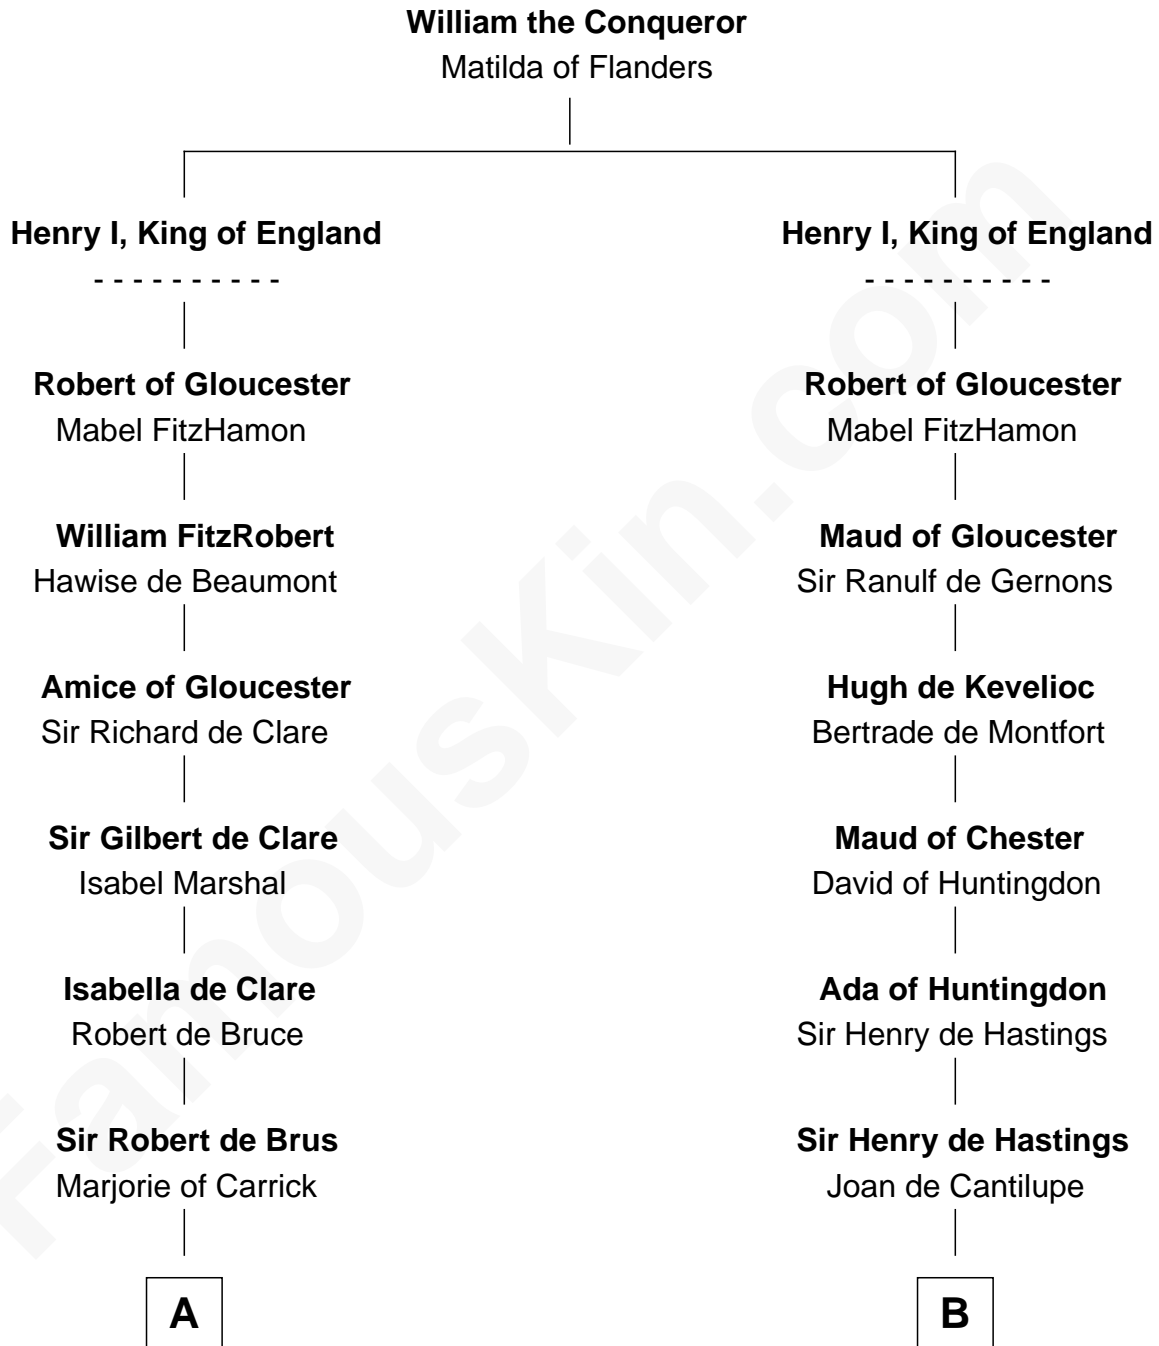 William the Conqueror
Matilda of Flanders
Henry I, King of England
- - - - - - - - - -
Robert of Gloucester
Mabel FitzHamon
William FitzRobert
Hawise de Beaumont
Amice of Gloucester
Sir Richard de Clare
Sir Gilbert de Clare
Isabel Marshal
Isabella de Clare
Robert de Bruce
Sir Robert de Brus
Marjorie of Carrick
A
Henry I, King of England
- - - - - - - - - -
Robert of Gloucester
Mabel FitzHamon
Maud of Gloucester
Sir Ranulf de Gernons
Hugh de Kevelioc
Bertrade de Montfort
Maud of Chester
David of Huntingdon
Ada of Huntingdon
Sir Henry de Hastings
Sir Henry de Hastings
Joan de Cantilupe
B
FamousKin.com